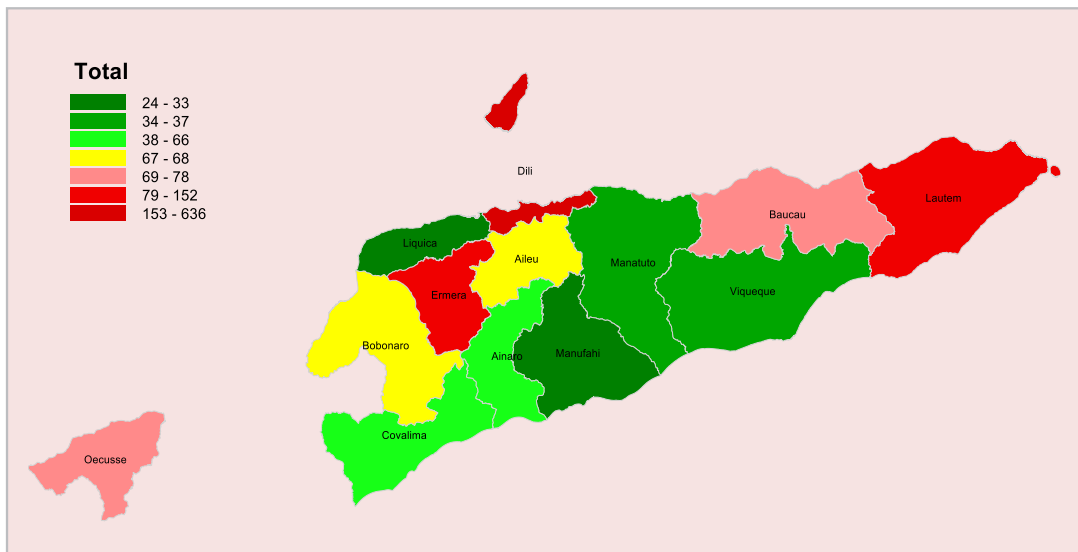 Total
24 - 33
34 - 37
38 - 66
67 - 68
69 - 78
79 - 152
153 - 636
Dili
Lautem
Baucau
Liquica
Aileu
Manatuto
Viqueque
Ermera
Bobonaro
Ainaro
Manufahi
Covalima
Oecusse